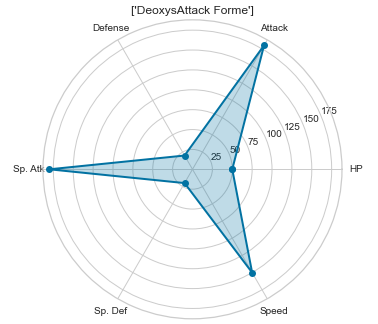 ['DeoxysAttack Forme']
Defense
Attack
175
150
125
100
75
50
25
Sp. Atk
HP
Sp. Def
Speed